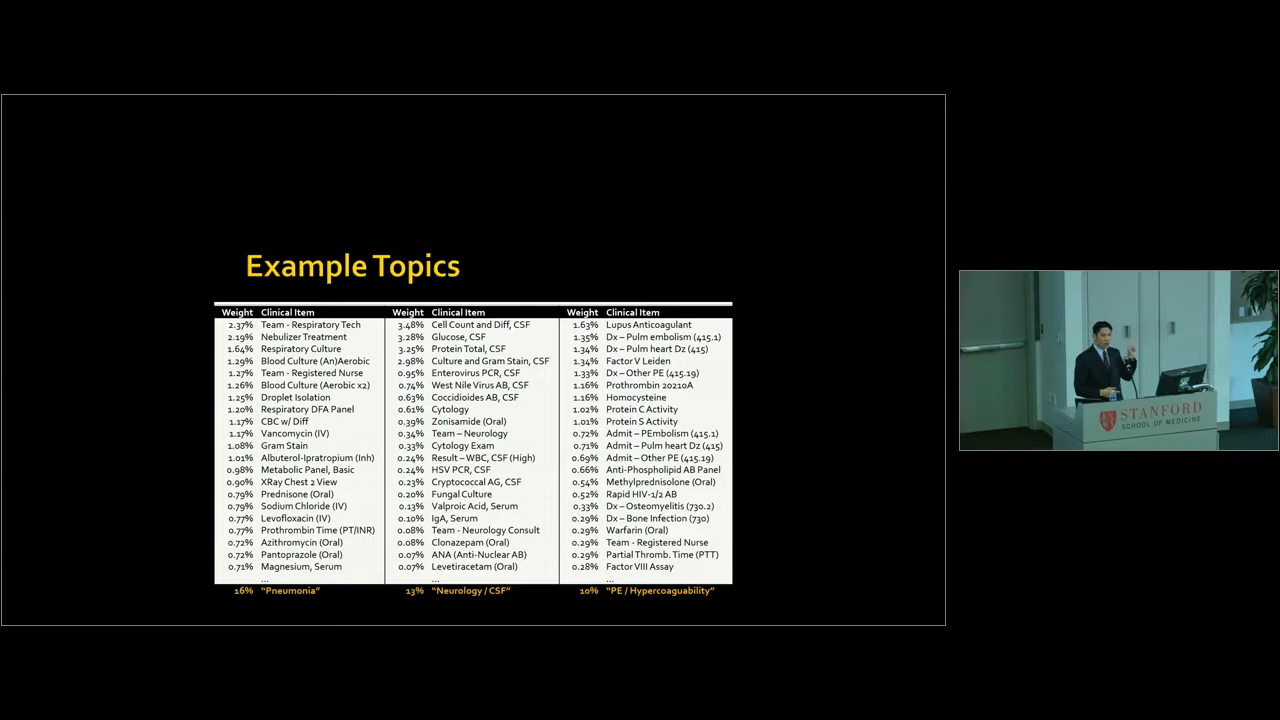 Example Topics
Weight Clinical Item Weight Clinical Item Weight Clinical Item
2.37% Team - Respiratory Tech 3.48% Cell Count and Diff, CSF 1.63% Lupus Anticoagulant
2.19% Nebulizer Treatment 3.28% Glucose, CSF 1.35% Dx – Pulm embolism (415.1)
1.64% Respiratory Culture 3.25% Protein Total, CSF 1.34% Dx – Pulm heart Dz (415)
1.29% Blood Culture (An)Aerobic 2.98% Culture and Gram Stain, CSF 1.34% Factor V Leiden
1.27% Team - Registered Nurse 0.95% Enterovirus PCR, CSF 1.33% Dx – Other PE (415.19)
1.26% Blood Culture (Aerobic x2) 0.74% West Nile Virus AB, CSF 1.16% Prothrombin 20210A
1.25% Droplet Isolation 0.63% Coccidioides AB, CSF 1.16% Homocysteine
1.20% Respiratory DFA Panel 0.61% Cytology 1.02% Protein C Activity
1.17% CBC w/ Diff 0.39% Zonisamide (Oral) 1.01% Protein S Activity
1.17% Vancomycin (IV) 0.34% Team – Neurology 0.72% Admit – PEmbolism (415.1)
1.08% Gram Stain 0.33% Cytology Exam 0.71% Admit – Pulm heart Dz (415)
1.01% Albuterol-Ipratropium (Inh) 0.24% Result – WBC, CSF (High) 0.69% Admit – Other PE (415.19)
0.98% Metabolic Panel, Basic 0.24% HSV PCR, CSF 0.66% Anti-Phospholipid AB Panel
0.90% XRay Chest 2 View 0.23% Cryptococcal AG, CSF 0.54% Methylprednisolone (Oral)
0.79% Prednisone (Oral) 0.20% Fungal Culture 0.52% Rapid HIV-1/2 AB
0.79% Sodium Chloride (IV) 0.13% Valproic Acid, Serum 0.33% Dx – Osteomyelitis (730.2)
0.77% Levofloxacin (IV) 0.10% IgA, Serum 0.29% Dx – Bone Infection (730)
0.77% Prothrombin Time (PT/INR) 0.08% Team - Neurology Consult 0.29% Warfarin (Oral)
0.72% Azithromycin (Oral) 0.08% Clonazepam (Oral) 0.29% Team - Registered Nurse
0.72% Pantoprazole (Oral) 0.07% ANA (Anti-Nuclear AB) 0.29% Partial Thromb. Time (PTT)
0.71% Magnesium, Serum 0.07% Levetiracetam (Oral) 0.28% Factor VIII Assay
... ... ...
16% “Pneumonia” 13% “Neurology / CSF” 10% “PE / Hypercoaguability”
STANFORD
SCHOOL OF MEDICINE